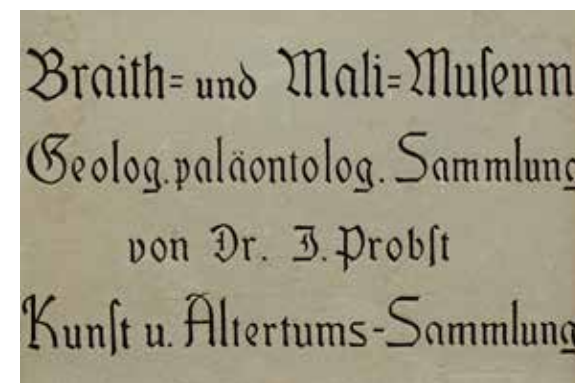 Braith= und Mali=Muſeum
Geolog. paläontolog. Sammlung
von Dr. J. Probſt
Kunſt u. Altertums-Sammlung